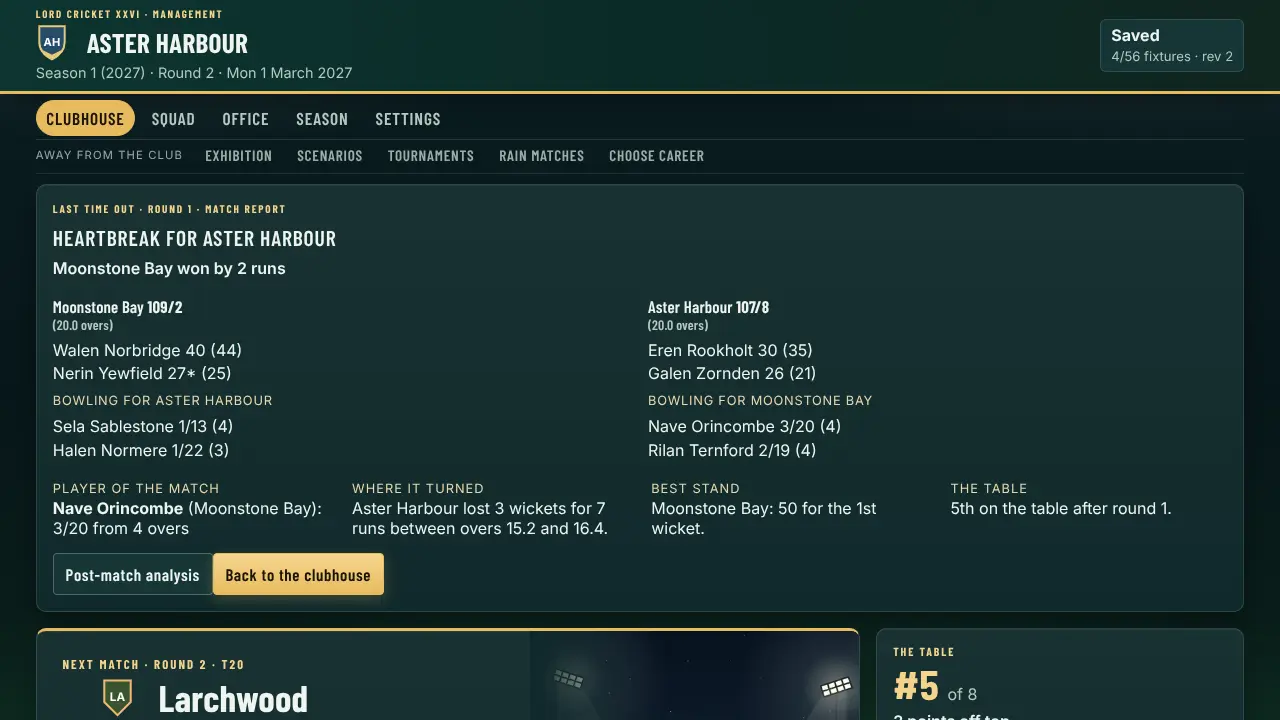 LORD CRICKET XXVI · MANAGEMENT
AH
ASTER HARBOUR
Season 1 (2027) · Round 2 · Mon 1 March 2027
Saved
4/56 fixtures · rev 2
CLUBHOUSE SQUAD OFFICE SEASON SETTINGS
AWAY FROM THE CLUB EXHIBITION SCENARIOS TOURNAMENTS RAIN MATCHES CHOOSE CAREER
LAST TIME OUT · ROUND 1 · MATCH REPORT
HEARTBREAK FOR ASTER HARBOUR
Moonstone Bay won by 2 runs
Moonstone Bay 109/2
(20.0 overs)
Walen Norbridge 40 (44)
Nerin Yewfield 27* (25)
BOWLING FOR ASTER HARBOUR
Sela Sablestone 1/13 (4)
Halen Normere 1/22 (3)
Aster Harbour 107/8
(20.0 overs)
Eren Rookholt 30 (35)
Galen Zornden 26 (21)
BOWLING FOR MOONSTONE BAY
Nave Orincombe 3/20 (4)
Rilan Ternford 2/19 (4)
PLAYER OF THE MATCH
Nave Orincombe (Moonstone Bay):
3/20 from 4 overs
WHERE IT TURNED
Aster Harbour lost 3 wickets for 7
runs between overs 15.2 and 16.4.
BEST STAND
Moonstone Bay: 50 for the 1st
wicket.
THE TABLE
5th on the table after round 1.
Post-match analysis
Back to the clubhouse
NEXT MATCH · ROUND 2 · T20
LA
Larchwood
THE TABLE
#5 of 8